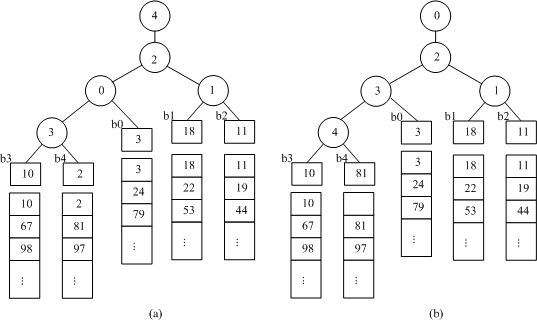 4 0
2 2
0 1 3 1
b0 b1 b2 b0 b1 b2
3 3 18 11 4 3 18 11
b3 b4 b3 b4
10 2 3 18 11 10 81 3 18 11
24 22 19 24 22 19
10 2 79 53 44 10 79 53 44
67 81 ⋮ ⋮ ⋮ 67 81 ⋮ ⋮ ⋮
98 97 98 97
⋮ ⋮ ⋮ ⋮
(a) (b)